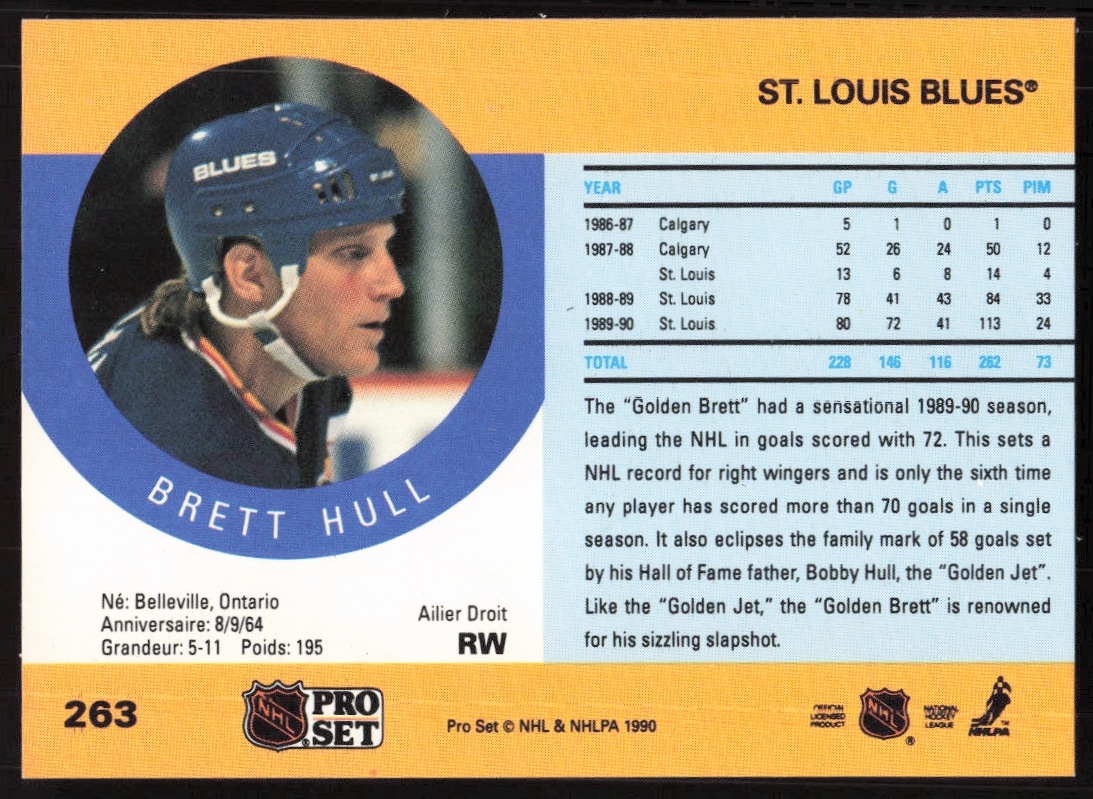 ST. LOUIS BLUES®
BLUES
YEAR GP G A PTS PIM
1986-87 Calgary 5 1 0 1 0
1987-88 Calgary 52 26 24 50 12
St. Louis 13 6 8 14 4
1988-89 St. Louis 78 41 43 84 33
1989-90 St. Louis 80 72 41 113 24
TOTAL 228 146 116 262 73
The “Golden Brett” had a sensational 1989-90 season,
leading the NHL in goals scored with 72. This sets a
NHL record for right wingers and is only the sixth time
any player has scored more than 70 goals in a single
season. It also eclipses the family mark of 58 goals set
by his Hall of Fame father, Bobby Hull, the “Golden Jet”.
Like the “Golden Jet,” the “Golden Brett” is renowned
for his sizzling slapshot.
BRETT HULL
Né: Belleville, Ontario
Anniversaire: 8/9/64
Grandeur: 5-11 Poids: 195
Ailier Droit
RW
263
NHL
PRO
SET
Pro Set © NHL & NHLPA 1990
OFFICIAL
LICENSED
PRODUCT
NHL
®
NATIONAL
HOCKEY
LEAGUE
TM
NHLPA